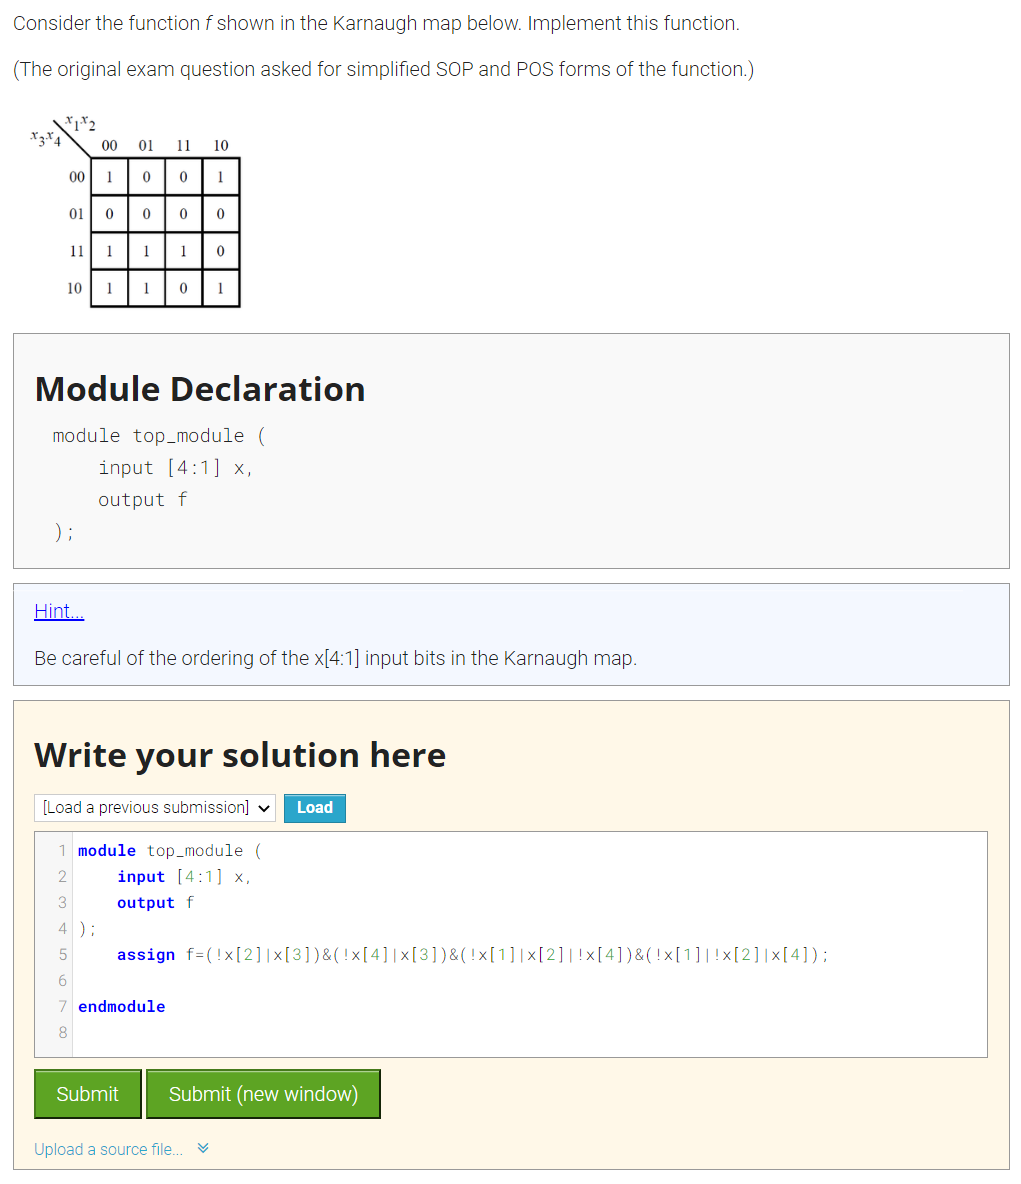 Consider the function f shown in the Karnaugh map below. Implement this function.
(The original exam question asked for simplified SOP and POS forms of the function.)
x1x2
x3x4
00 01 11 10
00 1 0 0 1
01 0 0 0 0
11 1 1 1 0
10 1 1 0 1
Module Declaration
module top_module (
    input [4:1] x,
    output f
);
Hint...
Be careful of the ordering of the x[4:1] input bits in the Karnaugh map.
Write your solution here
[Load a previous submission] Load
1 module top_module (
2     input [4:1] x,
3     output f
4 );
5     assign f=(!x[2]|x[3])&(!x[4]|x[3])&(!x[1]|x[2]|!x[4])&(!x[1]|!x[2]|x[4]);
6
7 endmodule
8
Submit Submit (new window)
Upload a source file...